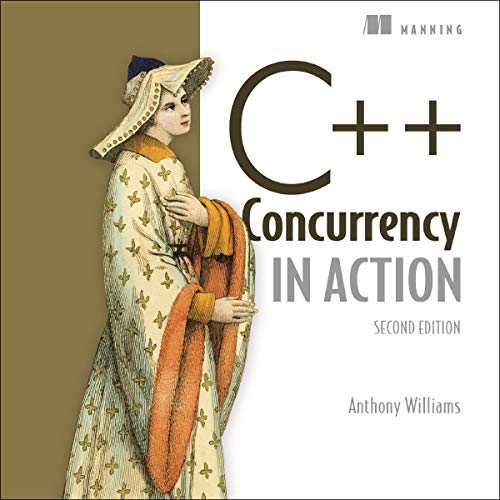 MANNING
C++
Concurrency
IN ACTION
SECOND EDITION
Anthony Williams